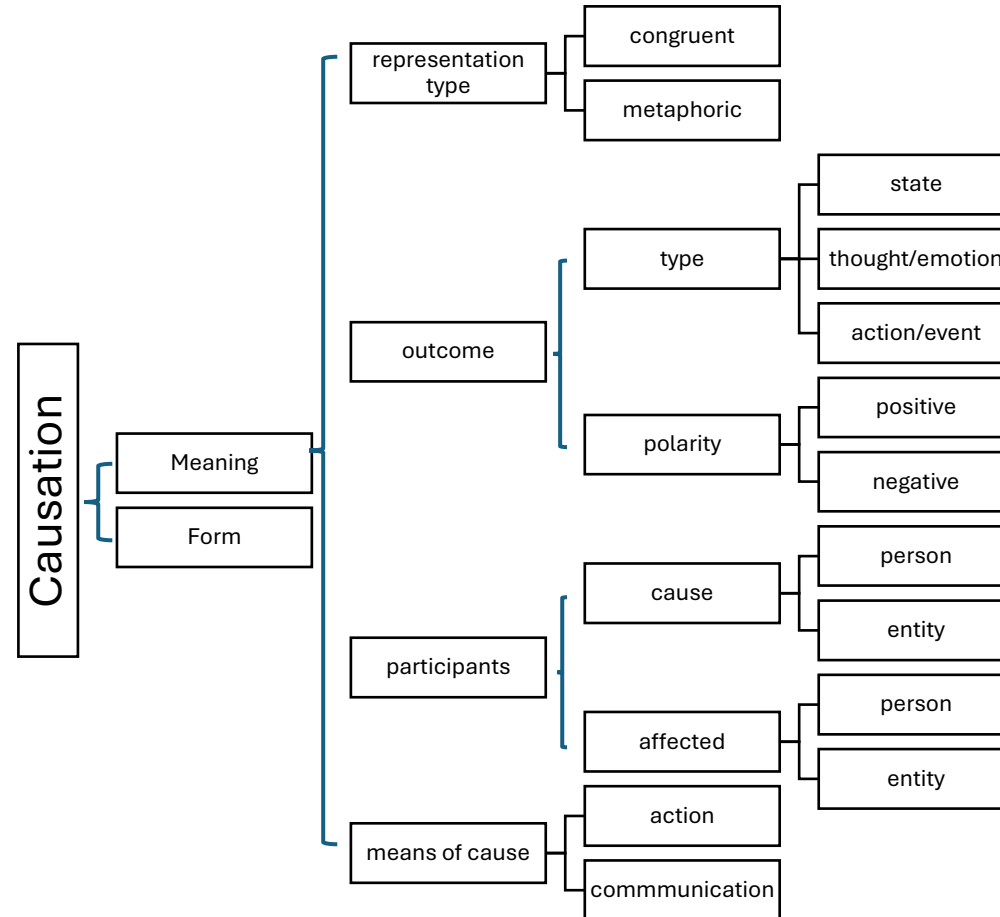 Causation
Meaning
Form
representation
type
congruent
metaphoric
outcome
type
state
thought/emotion
action/event
polarity
positive
negative
participants
cause
person
entity
affected
person
entity
means of cause
action
commmunication